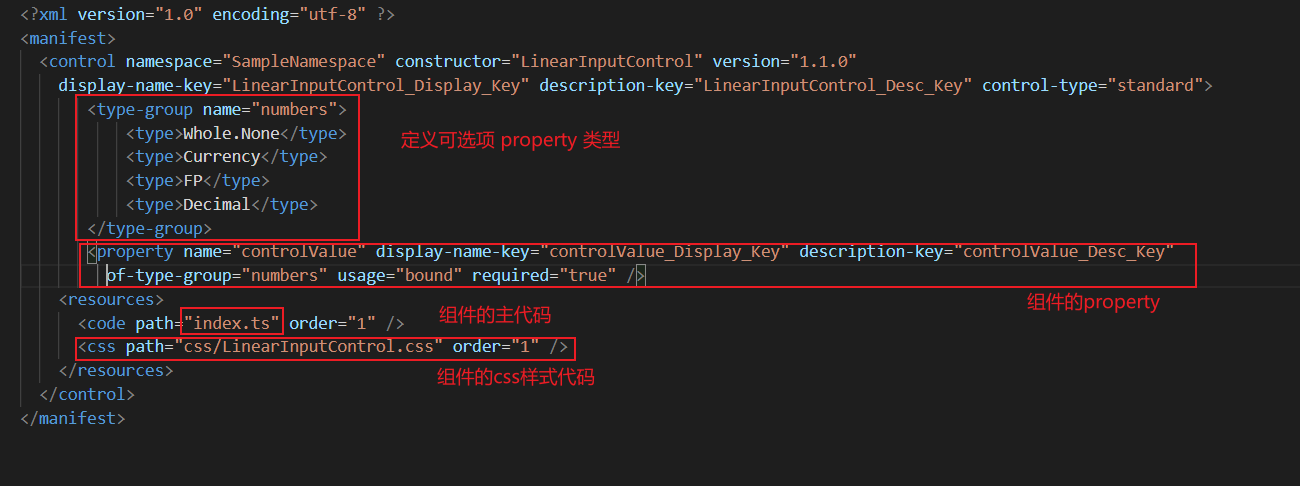 <?xml version="1.0" encoding="utf-8" ?>
<manifest>
<control namespace="SampleNamespace" constructor="LinearInputControl" version="1.1.0"
display-name-key="LinearInputControl_Display_Key" description-key="LinearInputControl_Desc_Key" control-type="standard">
<type-group name="numbers">
<type>Whole.None</type>
定义可选项 property 类型
<type>Currency</type>
<type>FP</type>
<type>Decimal</type>
</type-group>
<property name="controlValue" display-name-key="controlValue_Display_Key" description-key="controlValue_Desc_Key"
of-type-group="numbers" usage="bound" required="true" />
<resources>
组件的property
<code path="index.ts" order="1" />
组件的主代码
<css path="css/LinearInputControl.css" order="1" />
</resources>
组件的css样式代码
</control>
</manifest>